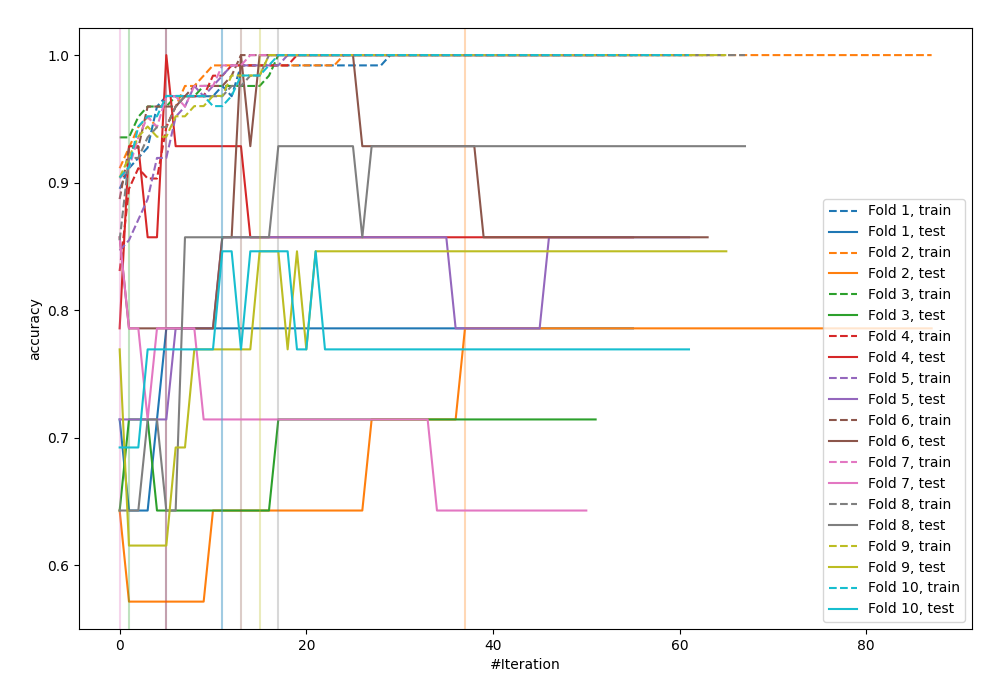 1.0
0.9
0.8
0.7
0.6
accuracy
0
20
40
60
80
#Iteration
Fold 1, train
Fold 1, test
Fold 2, train
Fold 2, test
Fold 3, train
Fold 3, test
Fold 4, train
Fold 4, test
Fold 5, train
Fold 5, test
Fold 6, train
Fold 6, test
Fold 7, train
Fold 7, test
Fold 8, train
Fold 8, test
Fold 9, train
Fold 9, test
Fold 10, train
Fold 10, test